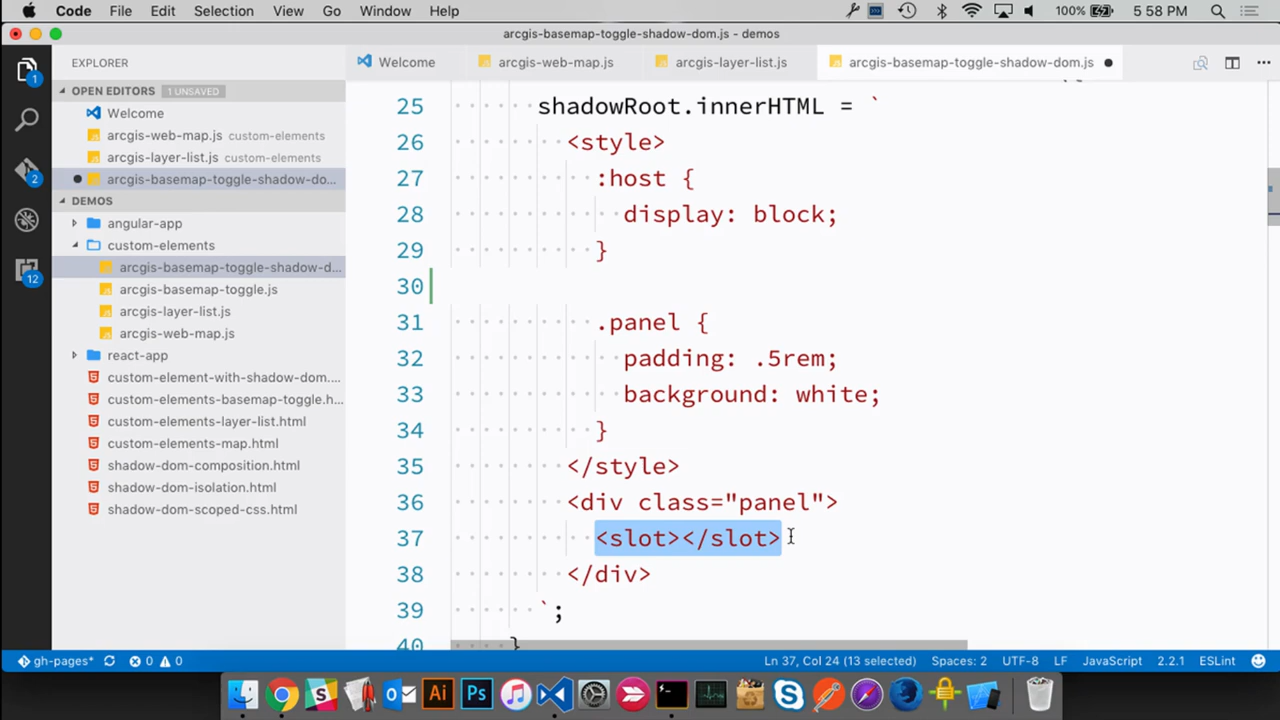 Code File Edit Selection View Go Window Help 100% 5:58 PM
arcgis-basemap-toggle-shadow-dom.js - demos
EXPLORER
Welcome
arcgis-web-map.js
arcgis-layer-list.js
arcgis-basemap-toggle-shadow-dom.js
OPEN EDITORS 1 UNSAVED
Welcome
arcgis-web-map.js custom-elements
arcgis-layer-list.js custom-elements
arcgis-basemap-toggle-shadow-do...
DEMOS
angular-app
custom-elements
arcgis-basemap-toggle-shadow-d...
arcgis-basemap-toggle.js
arcgis-layer-list.js
arcgis-web-map.js
react-app
custom-element-with-shadow-dom....
custom-elements-basemap-toggle.h...
custom-elements-layer-list.html
custom-elements-map.html
shadow-dom-composition.html
shadow-dom-isolation.html
shadow-dom-scoped-css.html
1
2
12
25 shadowRoot.innerHTML = `
26 <style>
27 :host {
28 display: block;
29 }
30
31 .panel {
32 padding: .5rem;
33 background: white;
34 }
35 </style>
36 <div class="panel">
37 <slot></slot>
38 </div>
39 `;
40 }
gh-pages* 0 0 Ln 37, Col 24 (13 selected) Spaces: 2 UTF-8 LF JavaScript 2.2.1 ESLint
Ai Ps